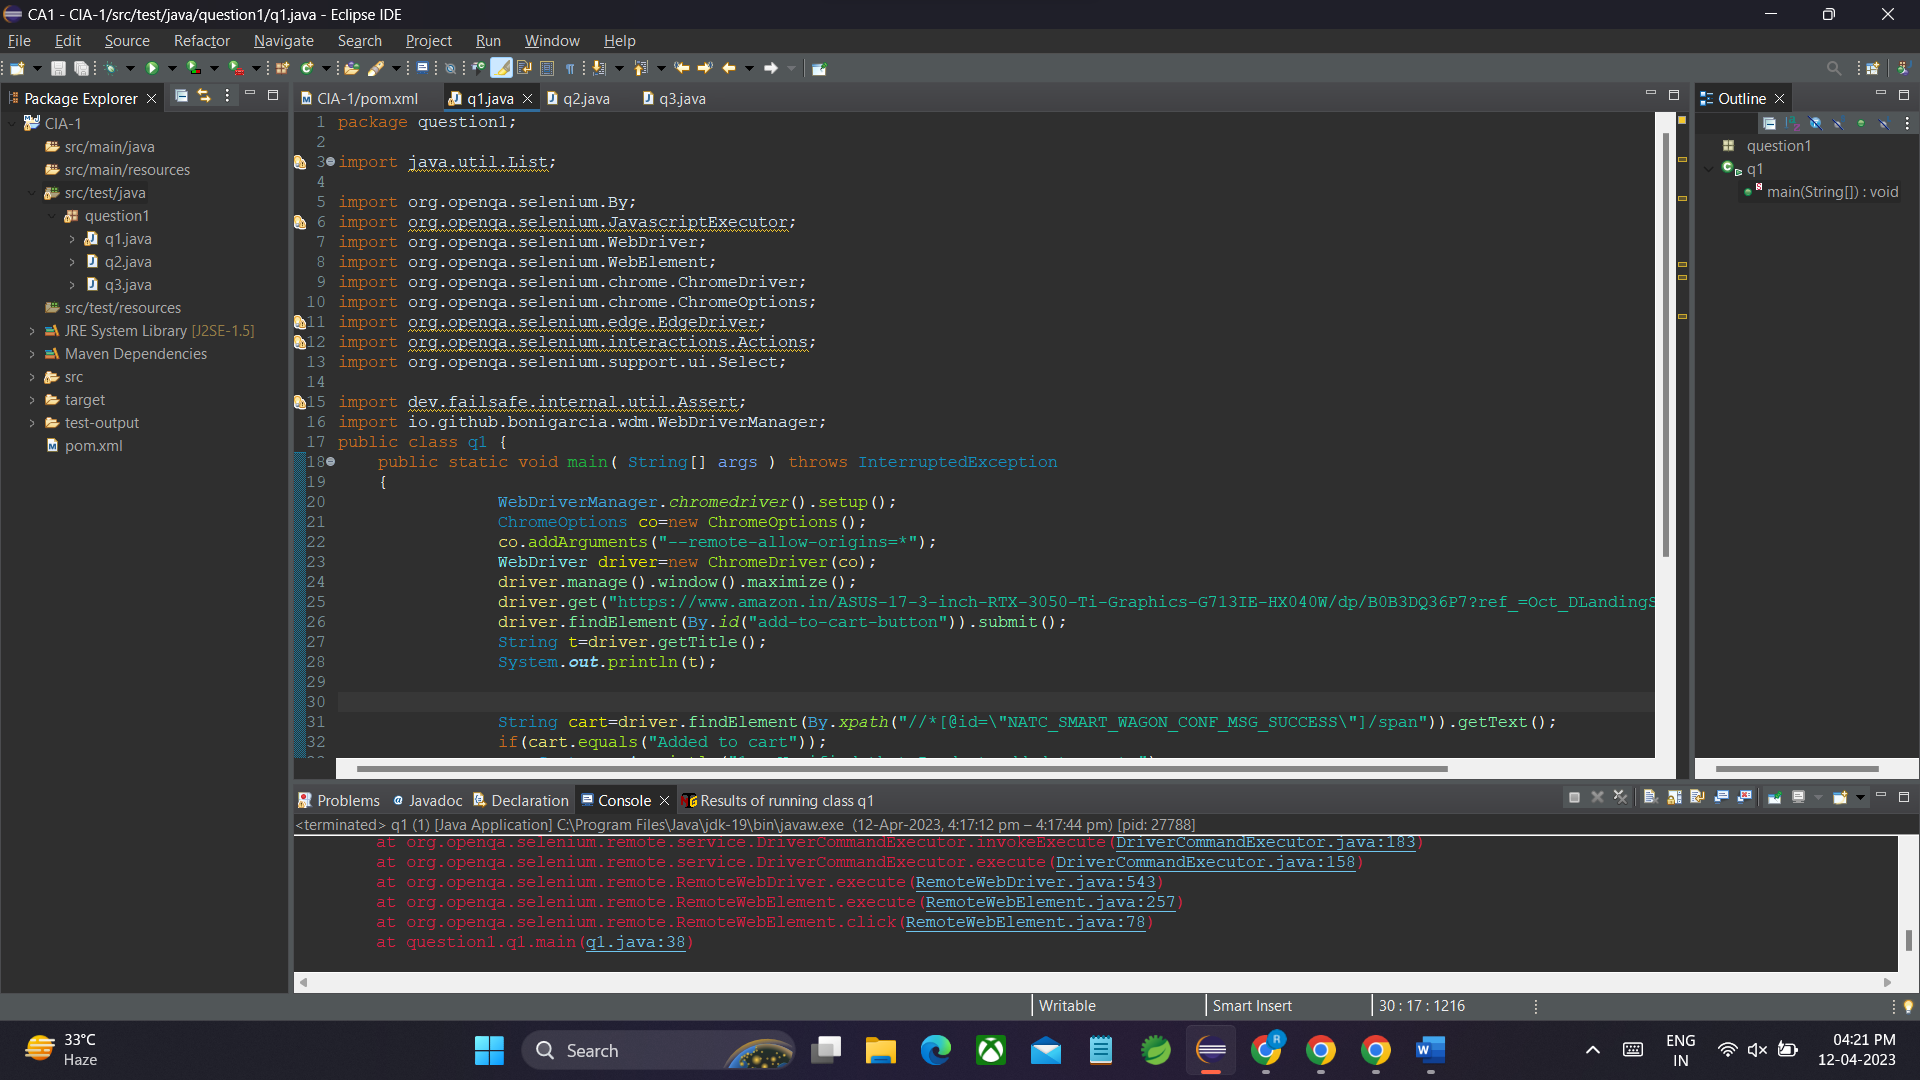 CA1 - CIA-1/src/test/java/question1/q1.java - Eclipse IDE
File Edit Source Refactor Navigate Search Project Run Window Help
Package Explorer
CIA-1
src/main/java
src/main/resources
src/test/java
question1
q1.java
q2.java
q3.java
src/test/resources
JRE System Library [J2SE-1.5]
Maven Dependencies
src
target
test-output
pom.xml
CIA-1/pom.xml q1.java q2.java q3.java
1 package question1;
2
3 import java.util.List;
4
5 import org.openqa.selenium.By;
6 import org.openqa.selenium.JavascriptExecutor;
7 import org.openqa.selenium.WebDriver;
8 import org.openqa.selenium.WebElement;
9 import org.openqa.selenium.chrome.ChromeDriver;
10 import org.openqa.selenium.chrome.ChromeOptions;
11 import org.openqa.selenium.edge.EdgeDriver;
12 import org.openqa.selenium.interactions.Actions;
13 import org.openqa.selenium.support.ui.Select;
14
15 import dev.failsafe.internal.util.Assert;
16 import io.github.bonigarcia.wdm.WebDriverManager;
17 public class q1 {
18 public static void main( String[] args ) throws InterruptedException
19 {
20 WebDriverManager.chromedriver().setup();
21 ChromeOptions co=new ChromeOptions();
22 co.addArguments("--remote-allow-origins=*");
23 WebDriver driver=new ChromeDriver(co);
24 driver.manage().window().maximize();
25 driver.get("https://www.amazon.in/ASUS-17-3-inch-RTX-3050-Ti-Graphics-G713IE-HX040W/dp/B0B3DQ36P7?ref_=Oct_DLandingS
26 driver.findElement(By.id("add-to-cart-button")).submit();
27 String t=driver.getTitle();
28 System.out.println(t);
29
30
31 String cart=driver.findElement(By.xpath("//*[@id=\"NATC_SMART_WAGON_CONF_MSG_SUCCESS\"]/span")).getText();
32 if(cart.equals("Added to cart"));
Outline
question1
q1
main(String[]) : void
Problems Javadoc Declaration Console Results of running class q1
<terminated> q1 (1) [Java Application] C:\Program Files\Java\jdk-19\bin\javaw.exe (12-Apr-2023, 4:17:12 pm – 4:17:44 pm) [pid: 27788]
at org.openqa.selenium.remote.service.DriverCommandExecutor.invokeExecute(DriverCommandExecutor.java:183)
at org.openqa.selenium.remote.service.DriverCommandExecutor.execute(DriverCommandExecutor.java:158)
at org.openqa.selenium.remote.RemoteWebDriver.execute(RemoteWebDriver.java:543)
at org.openqa.selenium.remote.RemoteWebElement.execute(RemoteWebElement.java:257)
at org.openqa.selenium.remote.RemoteWebElement.click(RemoteWebElement.java:78)
at question1.q1.main(q1.java:38)
Writable Smart Insert 30 : 17 : 1216
33°C
Haze
Search
R
ENG
IN
04:21 PM
12-04-2023